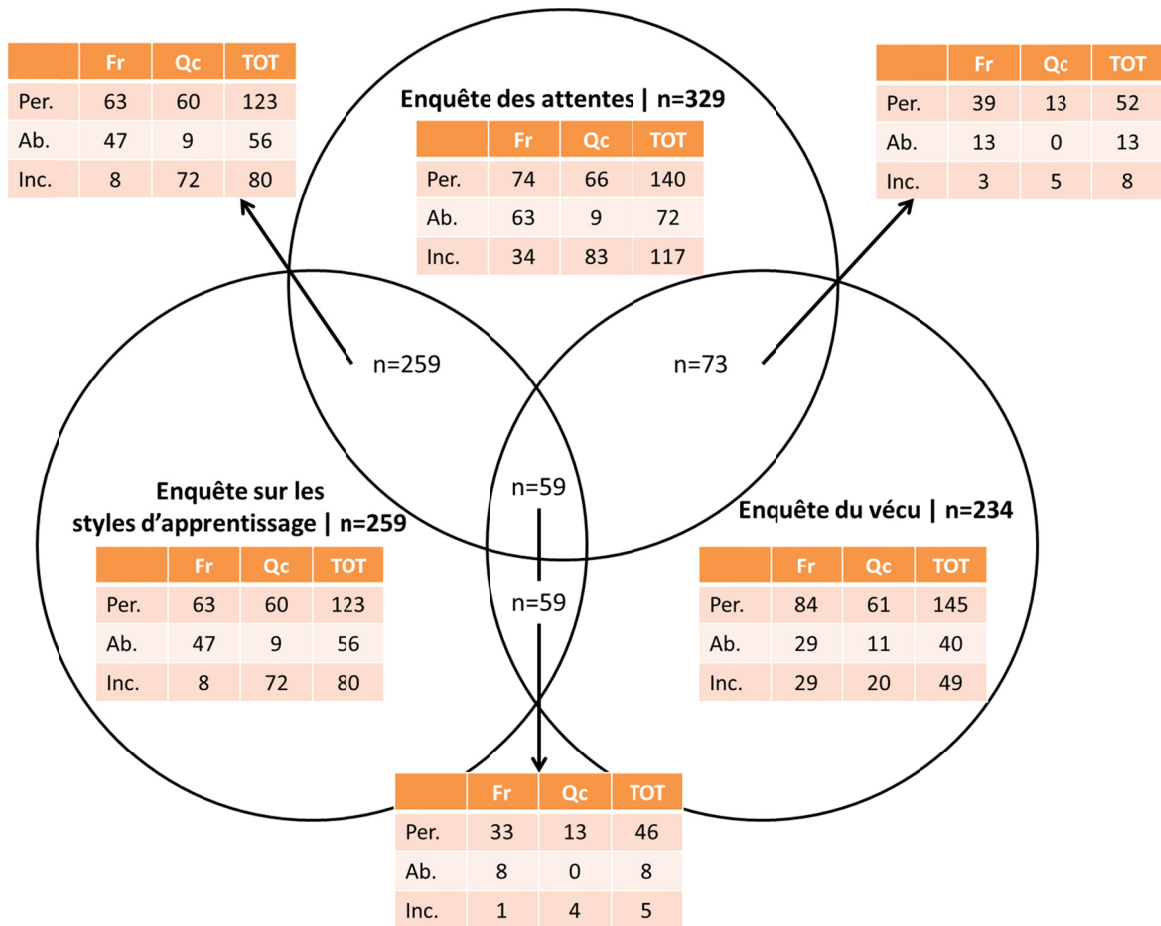 Fr Qc TOT
Per. 63 60 123
Ab. 47 9 56
Inc. 8 72 80
Fr Qc TOT
Per. 39 13 52
Ab. 13 0 13
Inc. 3 5 8
Enquête des attentes | n=329
Fr Qc TOT
Per. 74 66 140
Ab. 63 9 72
Inc. 34 83 117
n=259
n=73
n=59
Enquête sur les
styles d'apprentissage | n=259
Fr Qc TOT
Per. 63 60 123
Ab. 47 9 56
Inc. 8 72 80
Enquête du vécu | n=234
Fr Qc TOT
Per. 84 61 145
Ab. 29 11 40
Inc. 29 20 49
n=59
Fr Qc TOT
Per. 33 13 46
Ab. 8 0 8
Inc. 1 4 5